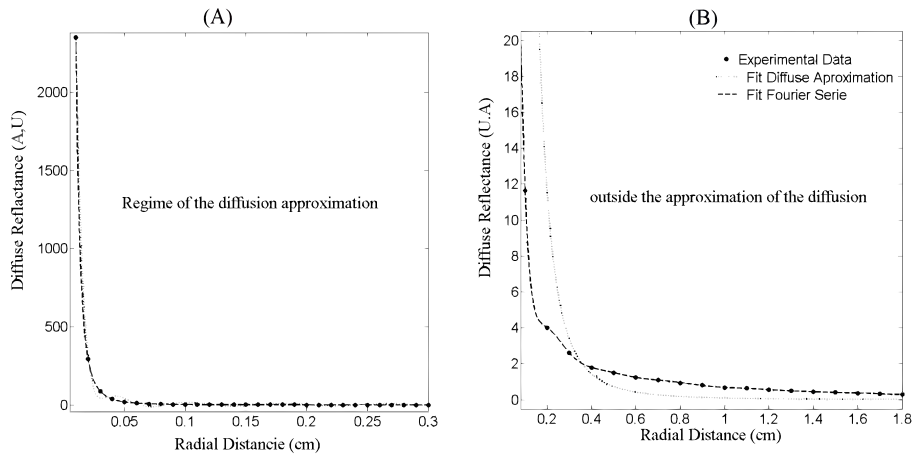 (A)
Diffuse Reflactance (A,U)
2000
1500
1000
500
0
0.05
0.1
0.15
0.2
0.25
0.3
Radial Distancie (cm)
Regime of the diffusion approximation
(B)
Diffuse Reflectance (U.A)
20
18
16
14
12
10
8
6
4
2
0
0.2
0.4
0.6
0.8
1
1.2
1.4
1.6
1.8
Radial Distance (cm)
Experimental Data
Fit Diffuse Aproximation
Fit Fourier Serie
outside the approximation of the diffusion